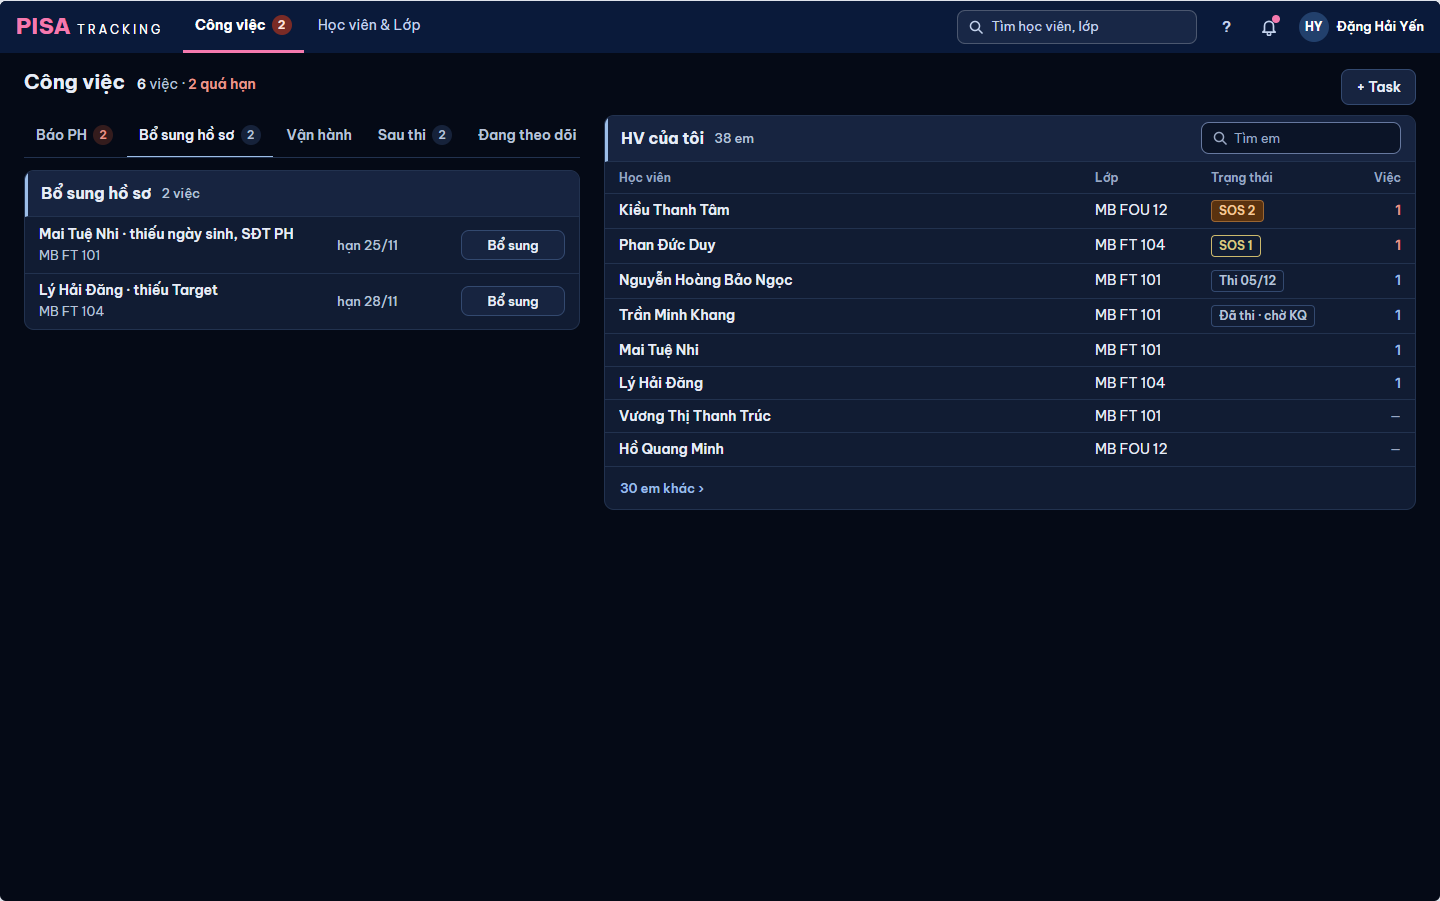 PISA TRACKING
Công việc 2
Học viên & Lớp
Tìm học viên, lớp
?
HY Đặng Hải Yến
Công việc 6 việc · 2 quá hạn
+ Task
Báo PH 2
Bổ sung hồ sơ 2
Vận hành
Sau thi 2
Đang theo dõi
Bổ sung hồ sơ 2 việc
Mai Tuệ Nhi · thiếu ngày sinh, SĐT PH
MB FT 101
hạn 25/11
Bổ sung
Lý Hải Đăng · thiếu Target
MB FT 104
hạn 28/11
Bổ sung
HV của tôi 38 em
Tìm em
Học viên Lớp Trạng thái Việc
Kiều Thanh Tâm MB FOU 12 SOS 2 1
Phan Đức Duy MB FT 104 SOS 1 1
Nguyễn Hoàng Bảo Ngọc MB FT 101 Thi 05/12 1
Trần Minh Khang MB FT 101 Đã thi · chờ KQ 1
Mai Tuệ Nhi MB FT 101 1
Lý Hải Đăng MB FT 104 1
Vương Thị Thanh Trúc MB FT 101 –
Hồ Quang Minh MB FOU 12 –
30 em khác ›